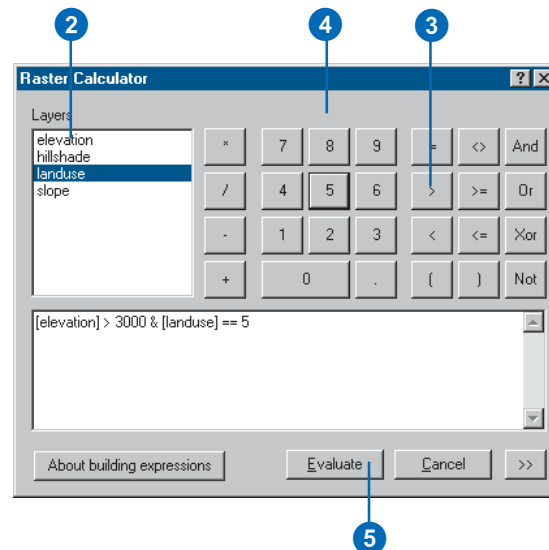 2 4 3
Raster Calculator ? ×
Layers
elevation
hillshade
landuse
slope
* 7 8 9 = <> And
/ 4 5 6 > >= Or
- 1 2 3 < <= Xor
+ 0 . ( ) Not
[elevation] > 3000 & [landuse] == 5
About building expressions Evaluate Cancel >>
5